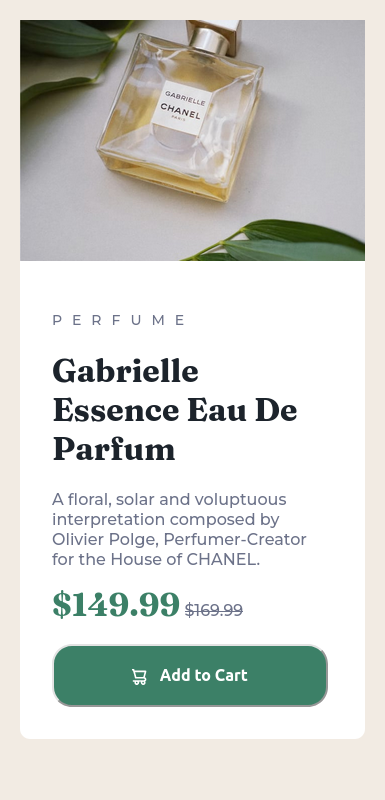 GABRIELLE
CHANEL
PARIS
PERFUME
Gabrielle
Essence Eau De
Parfum
A floral, solar and voluptuous
interpretation composed by
Olivier Polge, Perfumer-Creator
for the House of CHANEL.
$149.99 $169.99
Add to Cart